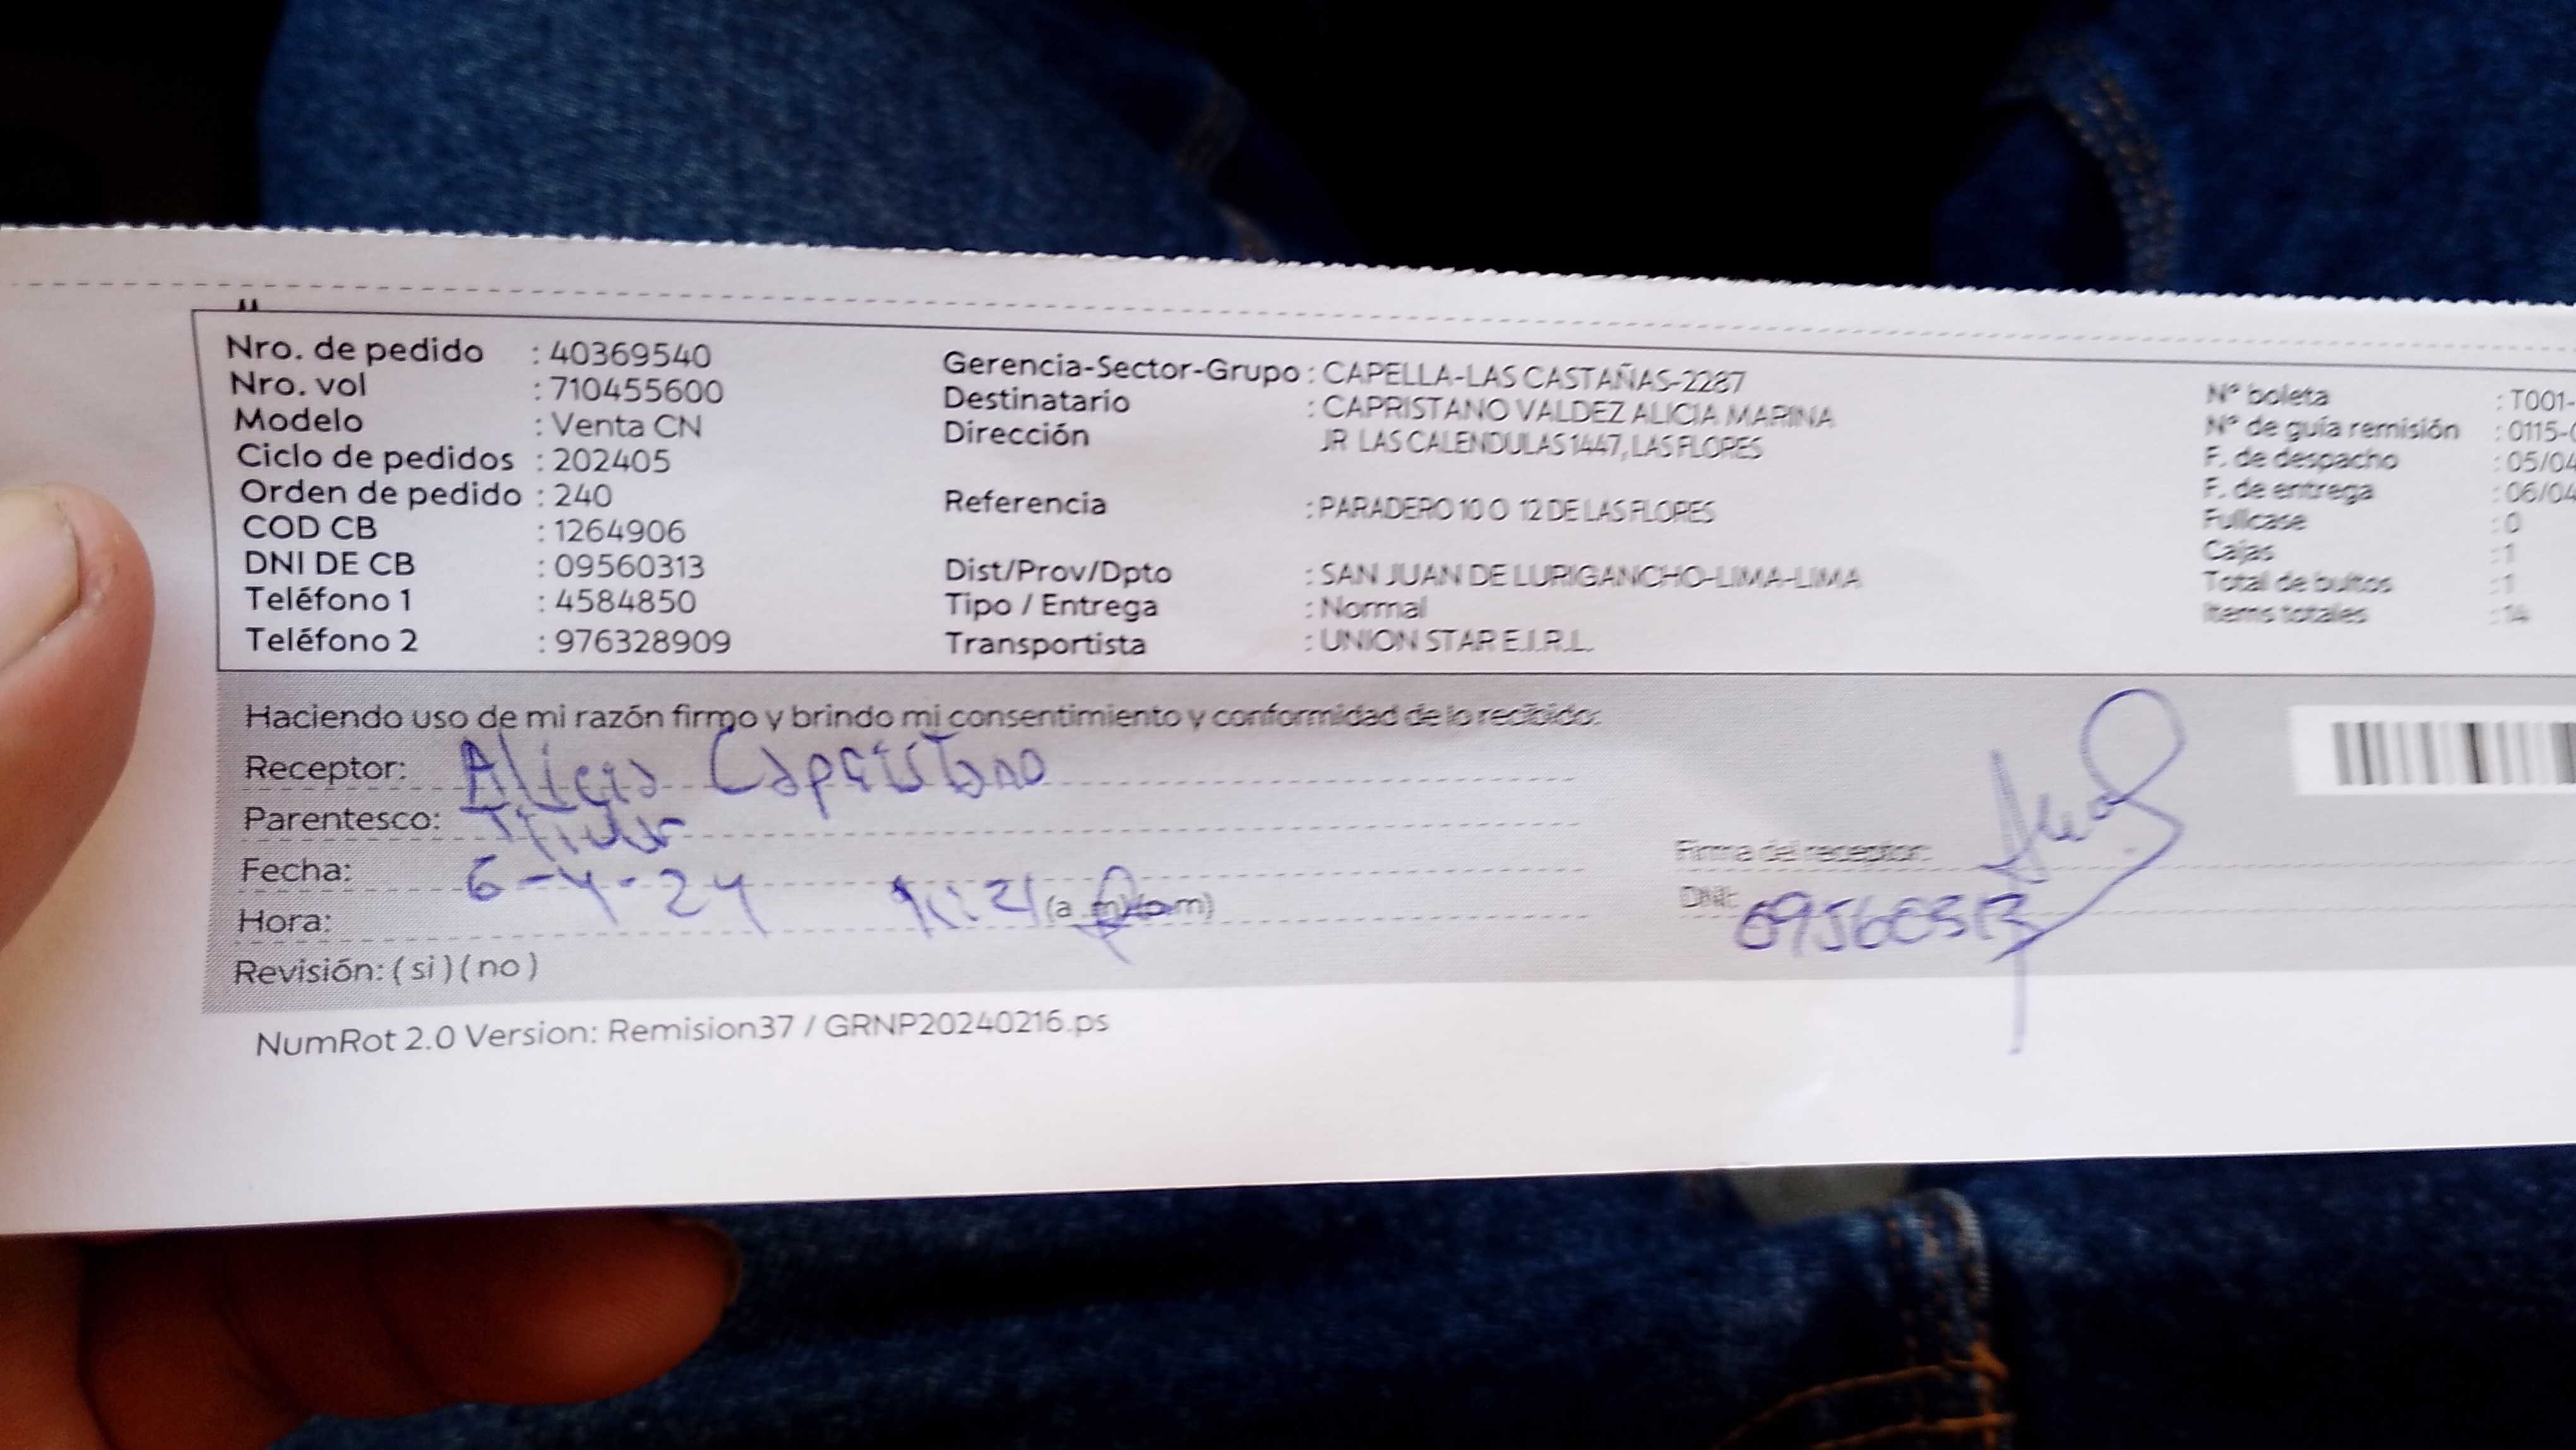 Nro. de pedido : 40369540
Nro. vol : 710455600
Modelo : Venta CN
Ciclo de pedidos : 202405
Orden de pedido : 240
COD CB : 1264906
DNI DE CB : 09560313
Teléfono 1 : 4584850
Teléfono 2 : 976328909
Gerencia-Sector-Grupo : CAPELLA-LAS CASTAÑAS-2287
Destinatario : CAPRISTANO VALDEZ ALICIA MARINA
Dirección JR LAS CALENDULAS 1447, LAS FLORES
Referencia : PARADERO 10 O 12 DE LAS FLORES
Dist/Prov/Dpto : SAN JUAN DE LURIGANCHO-LIMA-LIMA
Tipo / Entrega : Normal
Transportista : UNION STAR E.I.R.L.
Nº boleta : T001-
Nº de guia remisión : 0115-
F. de despacho : 05/04
F. de entrega : 06/04
Fullcase : 0
Cajas : 1
Total de bultos : 1
Items totales : 14
Haciendo uso de mi razón firmo y brindo mi consentimiento y conformidad de lo recibido:
Receptor: Alicia Capristano
Parentesco: Titular
Fecha: 6-4-24
Hora: (a.m)(p.m)
Revisión: ( si ) ( no )
Firma del receptor:
DNI: 09560313
NumRot 2.0 Version: Remision37 / GRNP20240216.ps